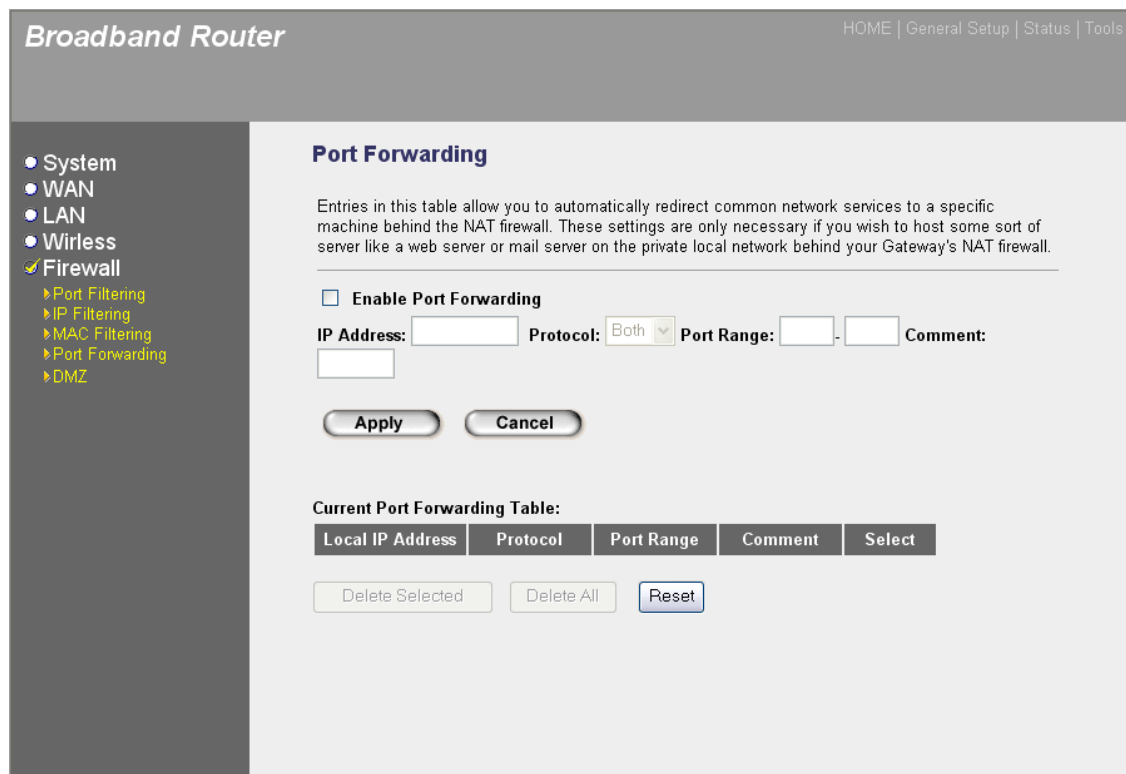 Broadband Router
HOME | General Setup | Status | Tools
System
WAN
LAN
Wirless
Firewall
Port Filtering
IP Filtering
MAC Filtering
Port Forwarding
DMZ
Port Forwarding
Entries in this table allow you to automatically redirect common network services to a specific
machine behind the NAT firewall. These settings are only necessary if you wish to host some sort of
server like a web server or mail server on the private local network behind your Gateway's NAT firewall.
Enable Port Forwarding
IP Address: Protocol: Both Port Range: - Comment:
Apply Cancel
Current Port Forwarding Table:
Local IP Address Protocol Port Range Comment Select
Delete Selected Delete All Reset